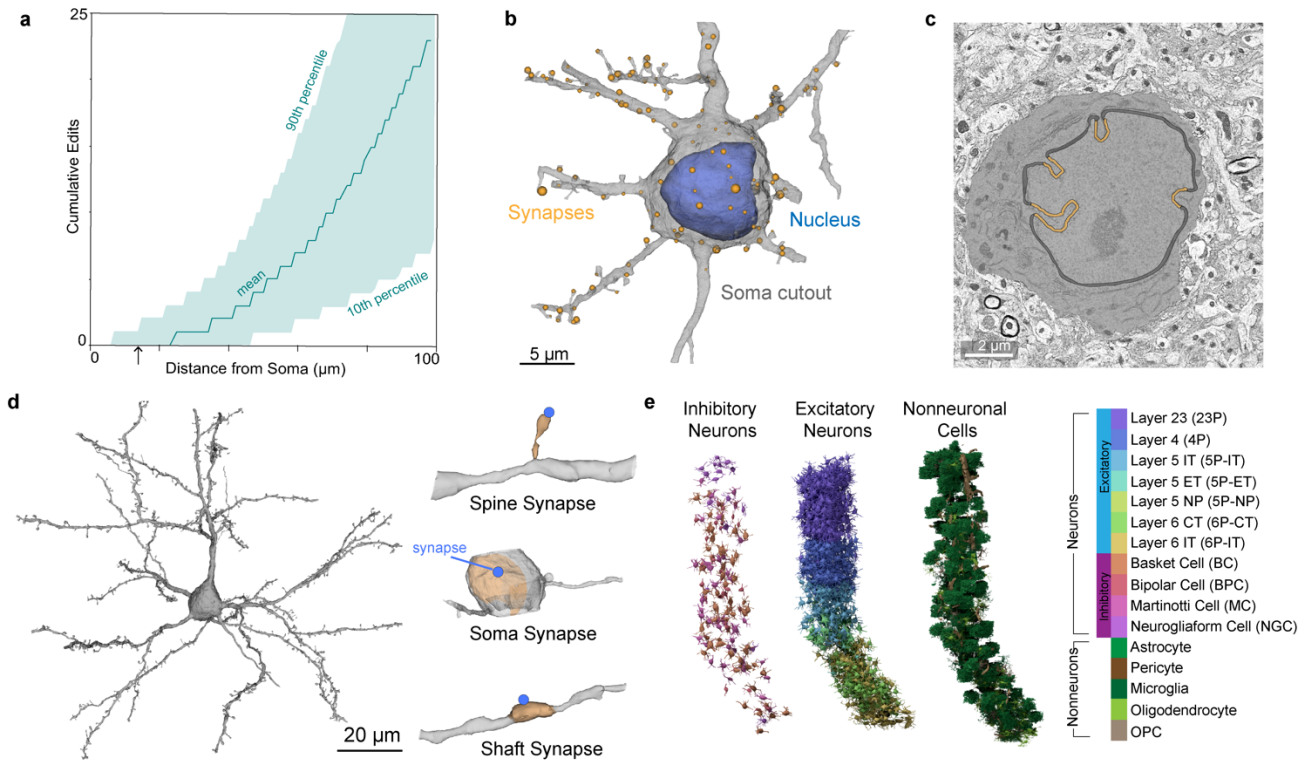 a
25
Cumulative Edits
0
90th percentile
mean
10th percentile
0
100
Distance from Soma (µm)
b
Synapses
Nucleus
Soma cutout
5 µm
c
2 µm
d
20 µm
Spine Synapse
synapse
Soma Synapse
Shaft Synapse
e
Inhibitory
Neurons
Excitatory
Neurons
Nonneuronal
Cells
Neurons
Nonneurons
Excitatory
Inhibitory
Layer 23 (23P)
Layer 4 (4P)
Layer 5 IT (5P-IT)
Layer 5 ET (5P-ET)
Layer 5 NP (5P-NP)
Layer 6 CT (6P-CT)
Layer 6 IT (6P-IT)
Basket Cell (BC)
Bipolar Cell (BPC)
Martinotti Cell (MC)
Neurogliaform Cell (NGC)
Astrocyte
Pericyte
Microglia
Oligodendrocyte
OPC